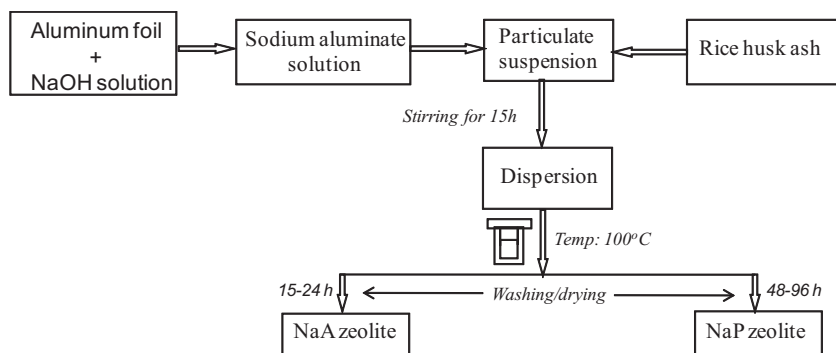 Aluminum foil
+
NaOH solution
Sodium aluminate
solution
Particulate
suspension
Rice husk ash
Stirring for 15h
Dispersion
Temp: 100°C
15-24 h
Washing/drying
48-96 h
NaA zeolite
NaP zeolite